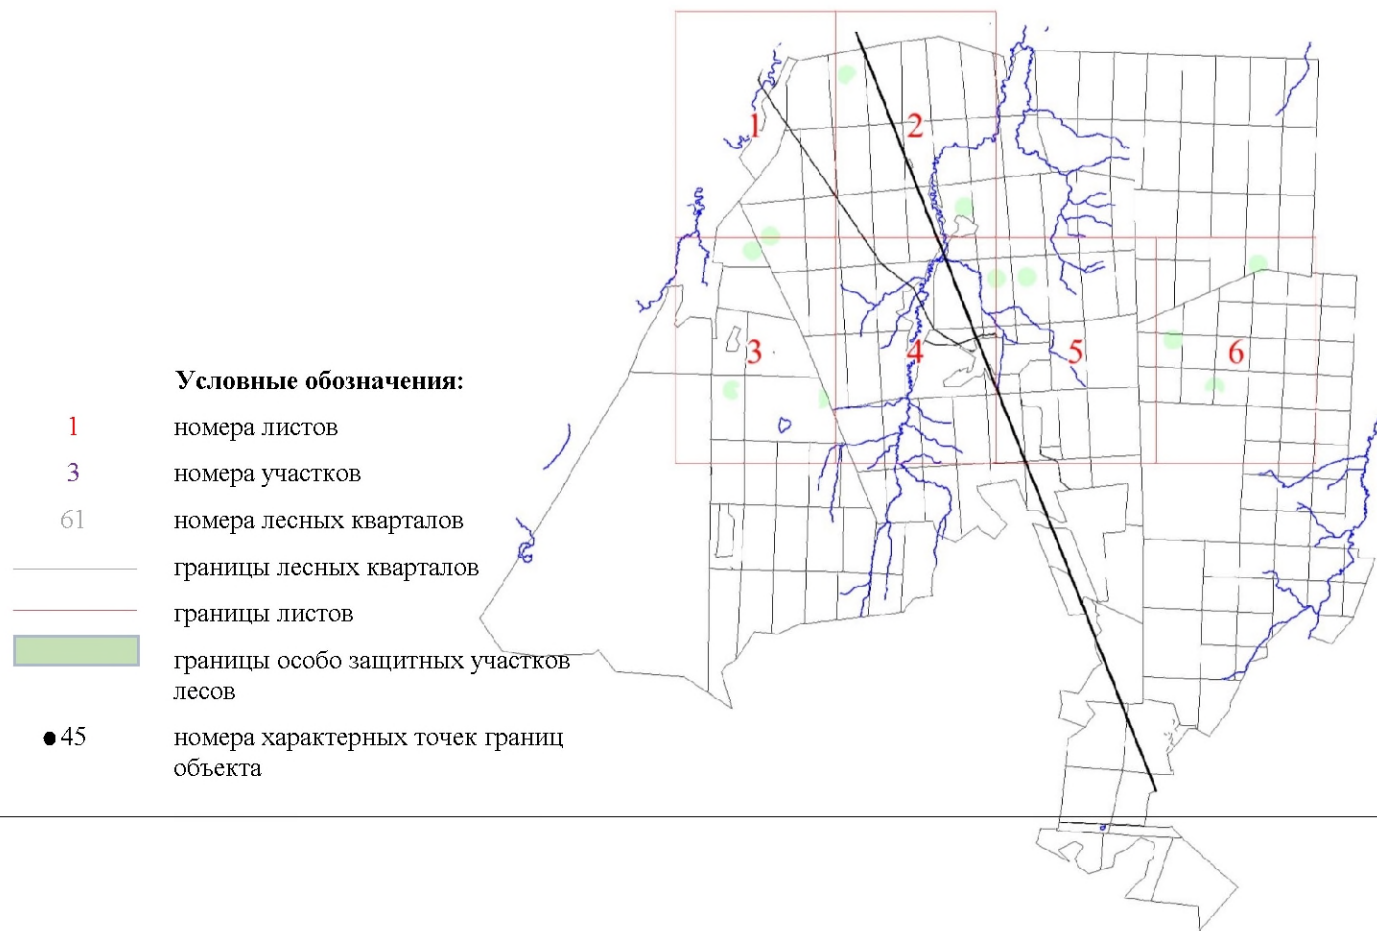 1
2
3
4
5
6
Условные обозначения:
1 номера листов
3 номера участков
61 номера лесных кварталов
границы лесных кварталов
границы листов
границы особо защитных участков
лесов
45 номера характерных точек границ
объекта